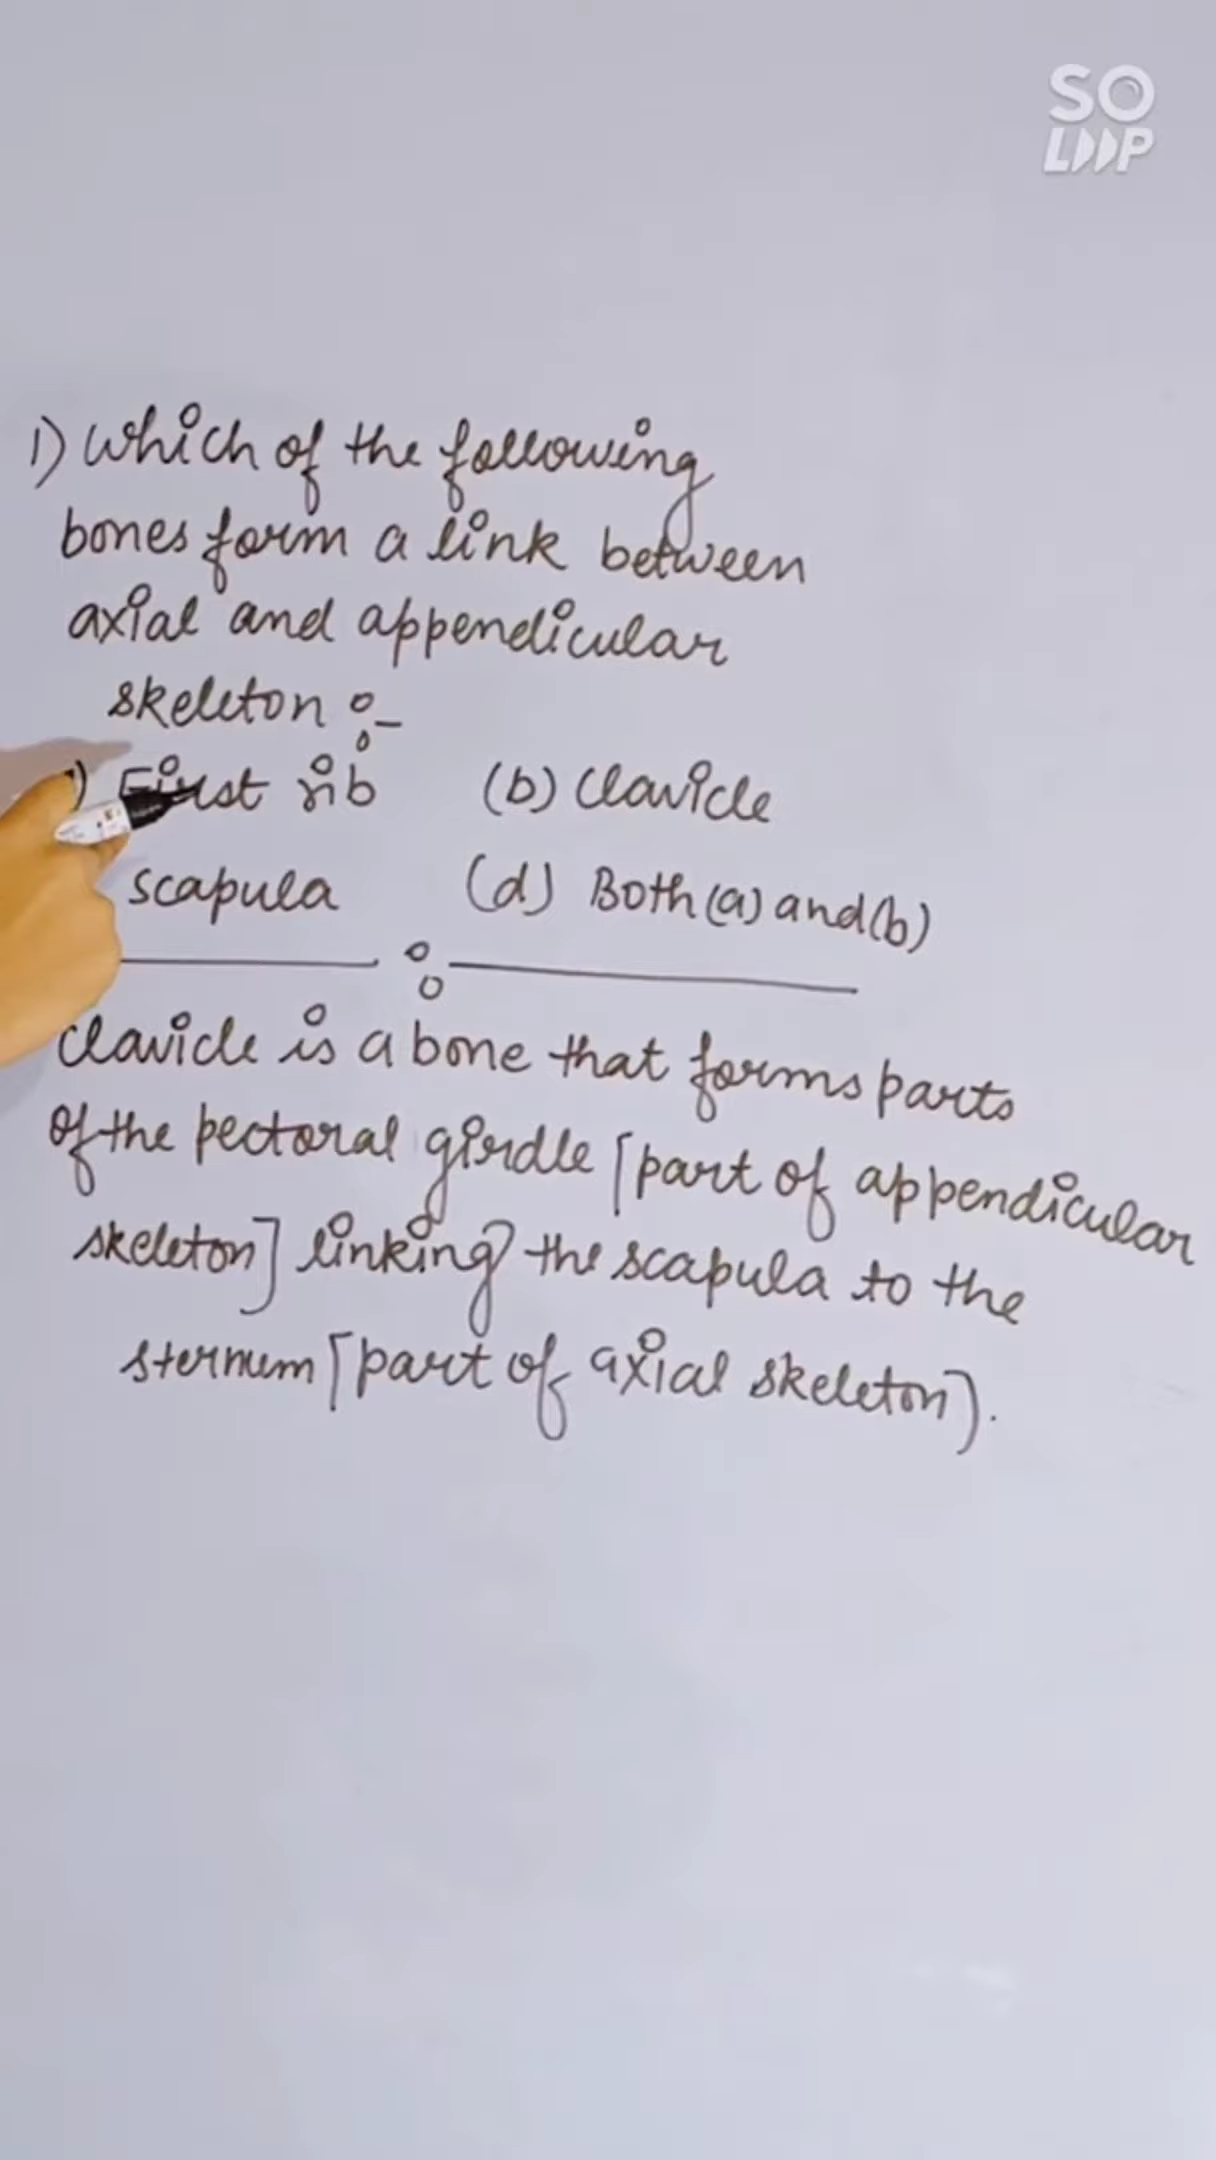 SO
LOOP
1) Which of the following
bones form a link between
axial and appendicular
skeleton :-
) First rib (b) Clavicle
scapula (d) Both (a) and (b)
Clavicle is a bone that forms parts
of the pectoral girdle [part of appendicular
skeleton] linking the scapula to the
sternum [part of axial skeleton].